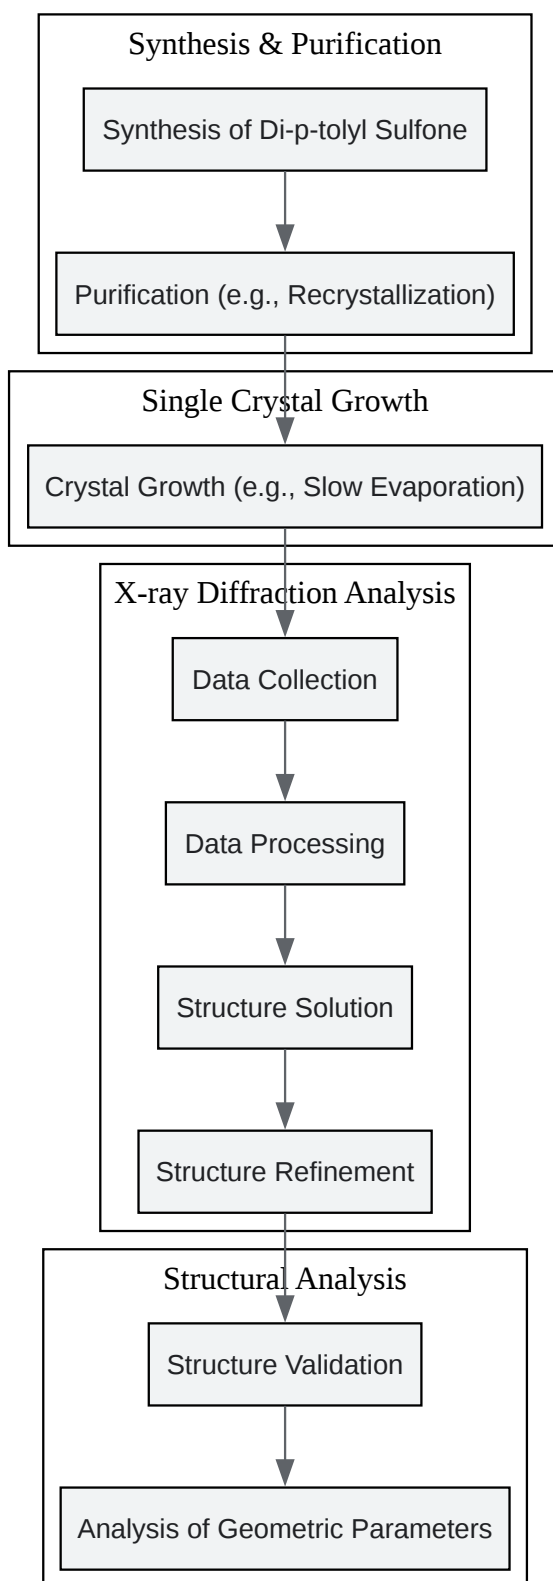 Synthesis & Purification
Synthesis of Di-p-tolyl Sulfone
Purification (e.g., Recrystallization)
Single Crystal Growth
Crystal Growth (e.g., Slow Evaporation)
X-ray Diffraction Analysis
Data Collection
Data Processing
Structure Solution
Structure Refinement
Structural Analysis
Structure Validation
Analysis of Geometric Parameters